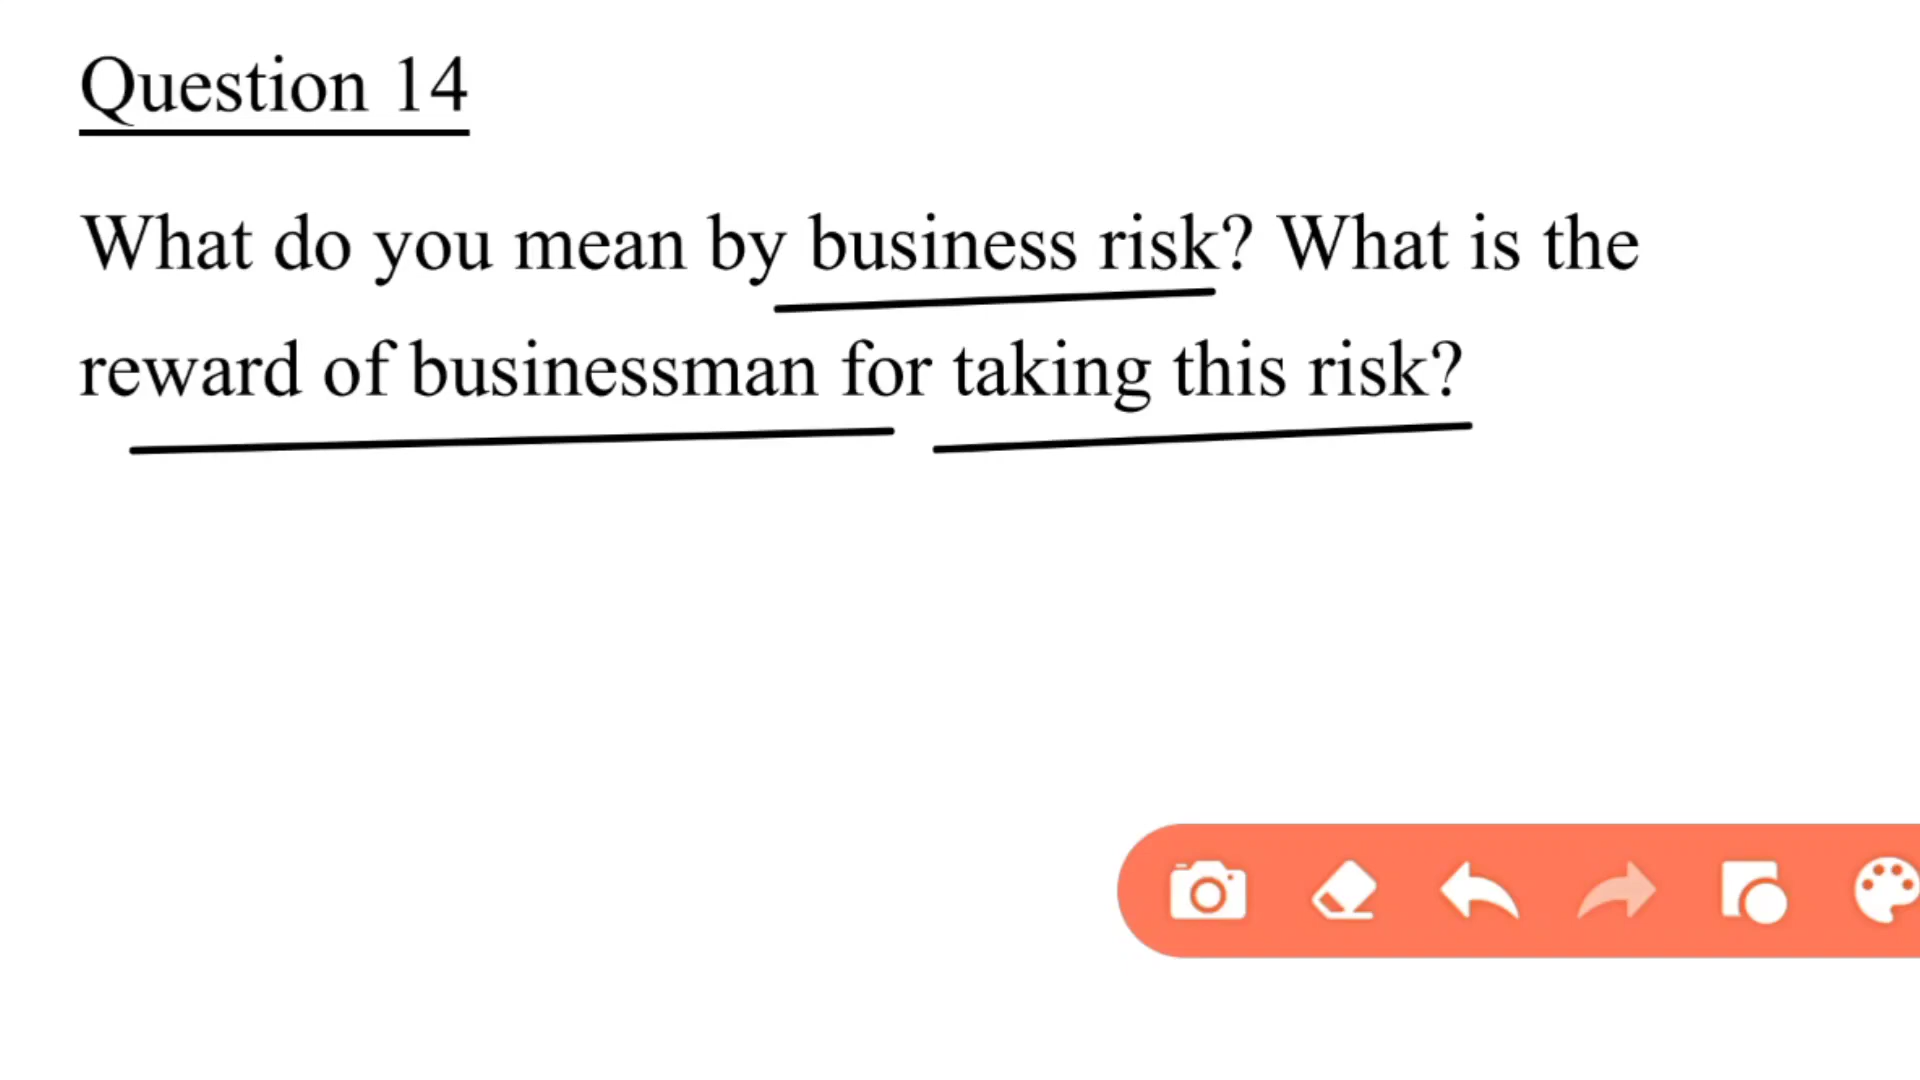 Question 14
What do you mean by business risk? What is the
reward of businessman for taking this risk?